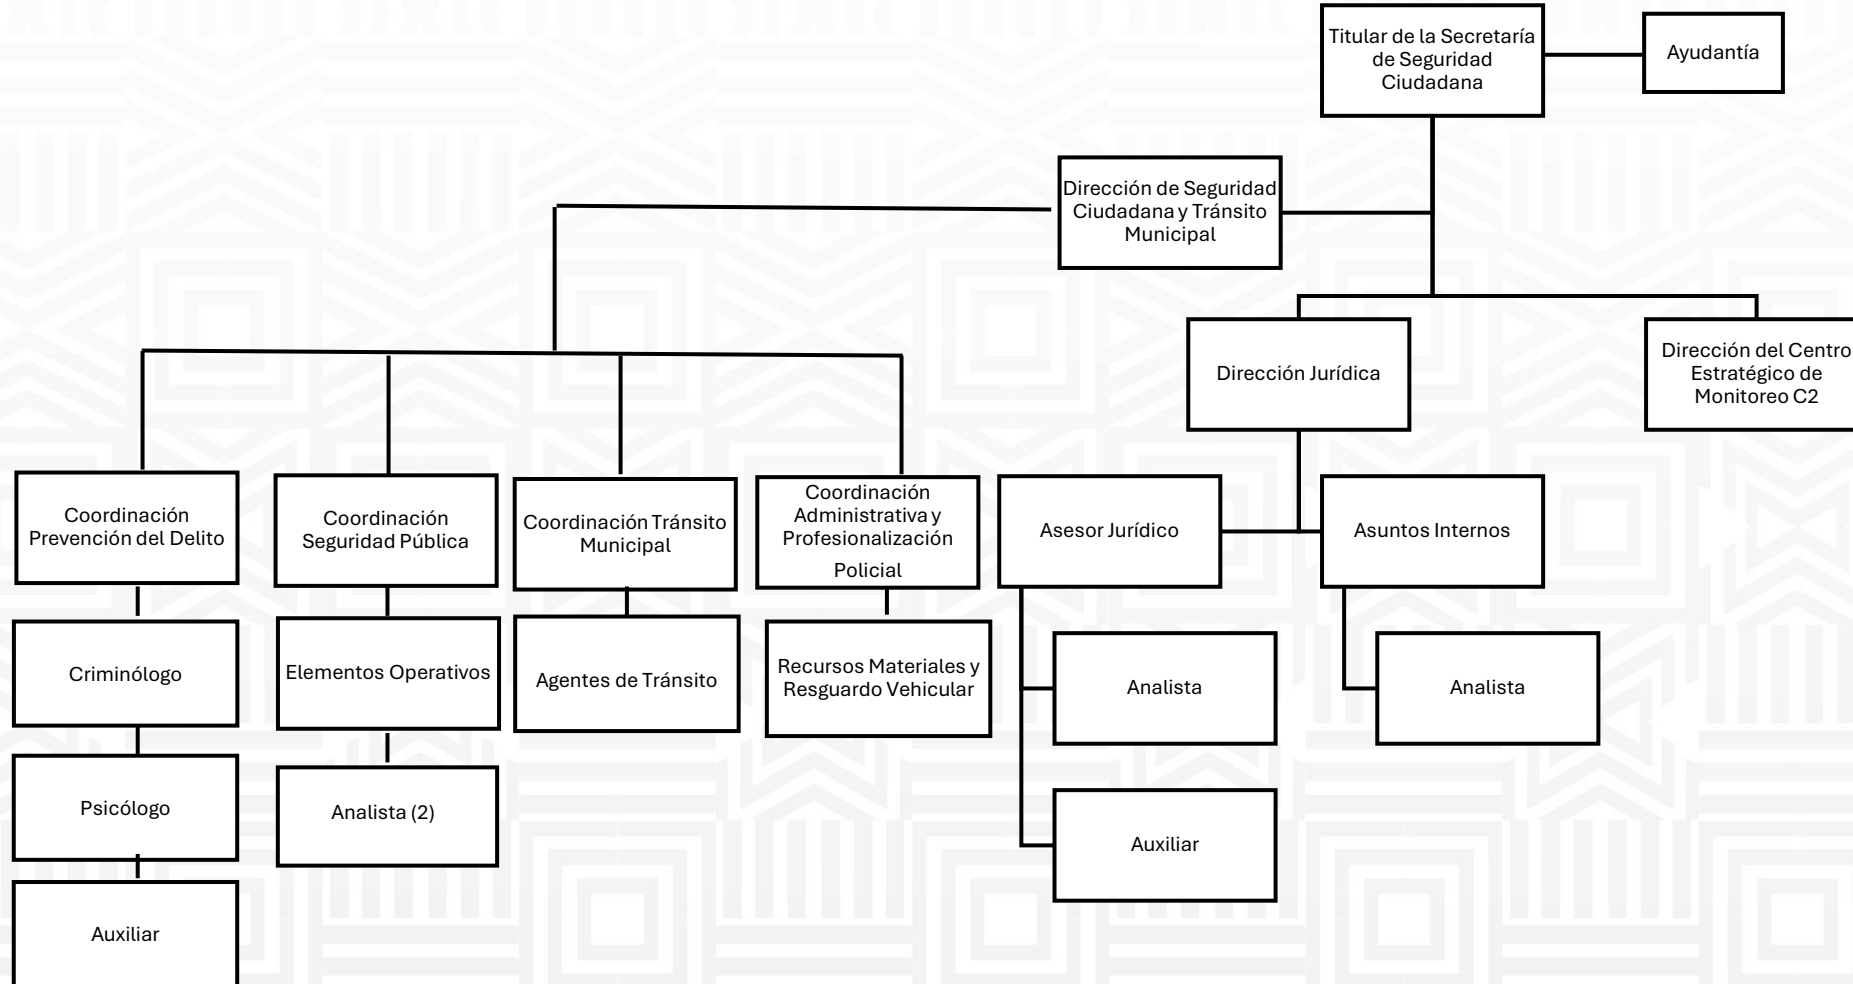 Titular de la Secretaría
de Seguridad
Ciudadana
Ayudantía
Dirección de Seguridad
Ciudadana y Tránsito
Municipal
Dirección Jurídica
Dirección del Centro
Estratégico de
Monitoreo C2
Coordinación
Prevención del Delito
Coordinación
Seguridad Pública
Coordinación Tránsito
Municipal
Coordinación
Administrativa y
Profesionalización
Policial
Asesor Jurídico
Asuntos Internos
Criminólogo
Elementos Operativos
Agentes de Tránsito
Recursos Materiales y
Resguardo Vehicular
Analista
Analista
Psicólogo
Analista (2)
Auxiliar
Auxiliar